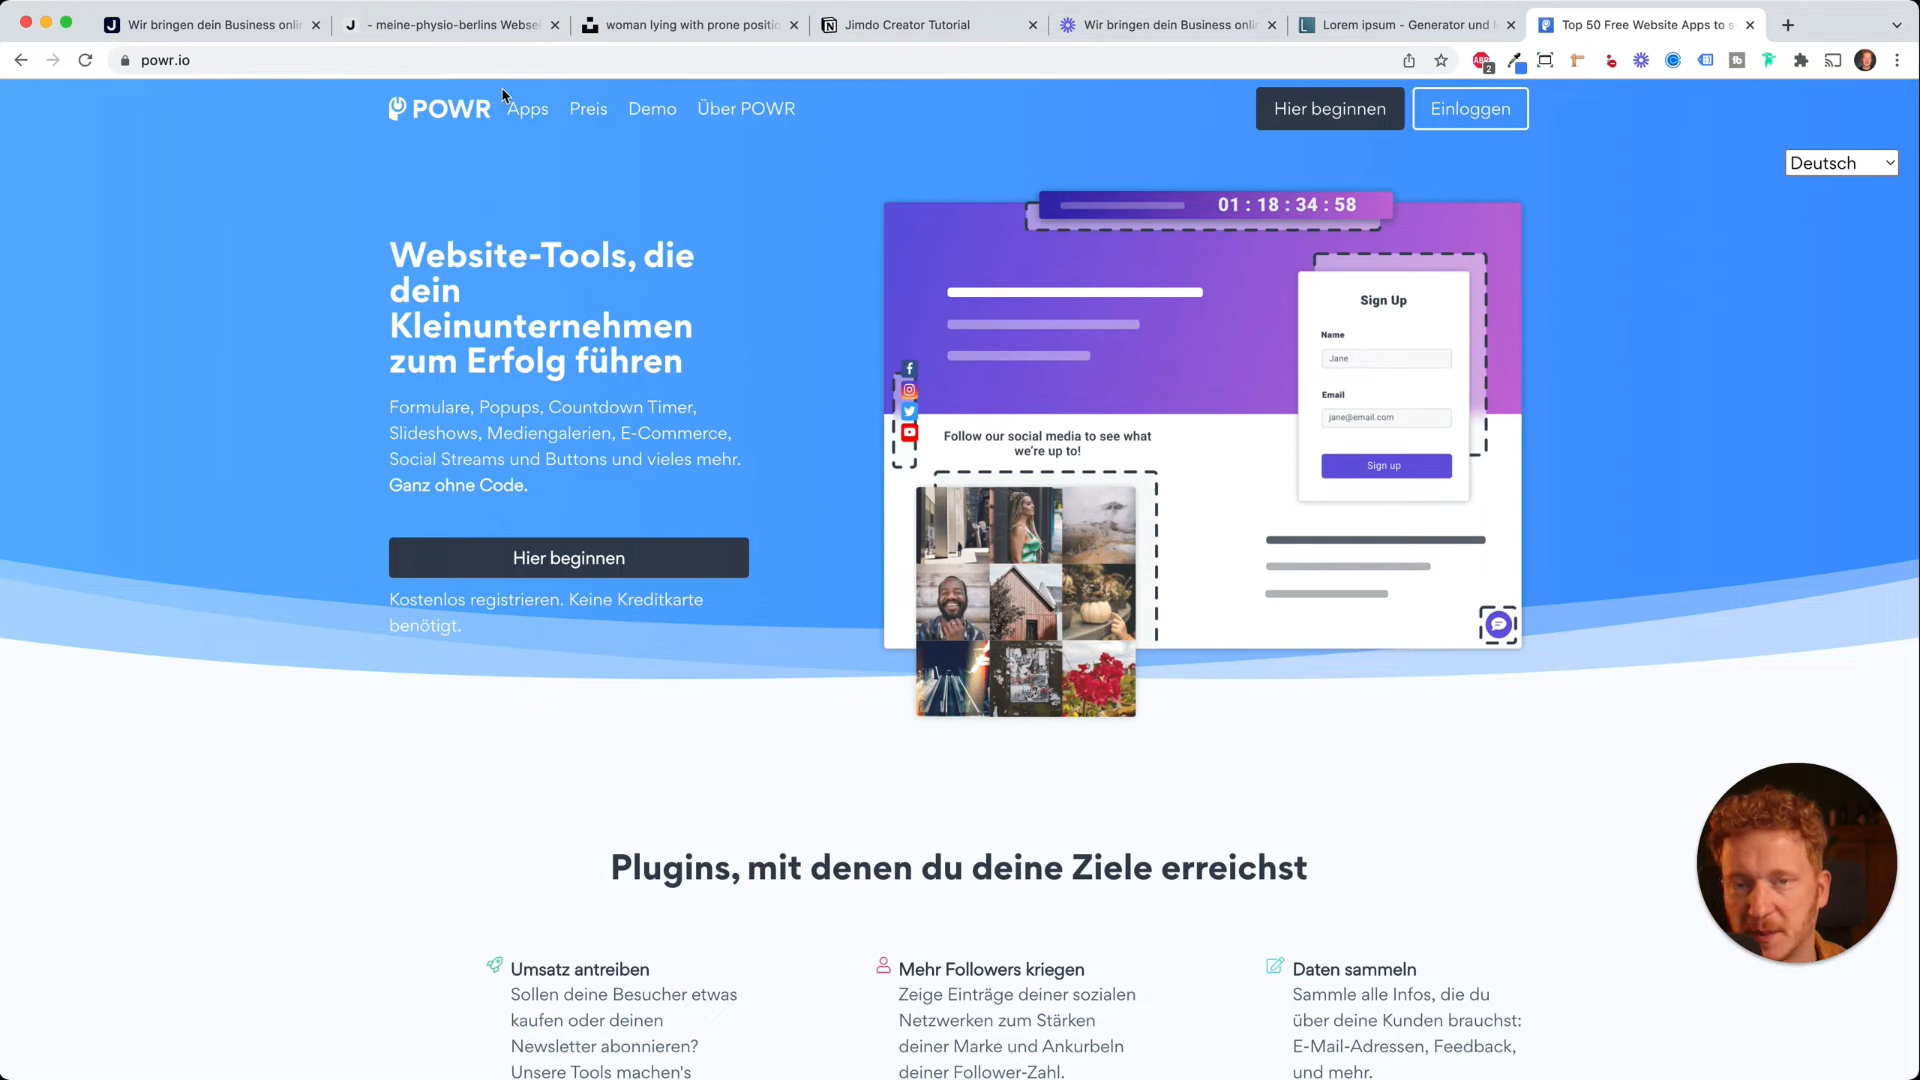 Wir bringen dein Business onli
- meine-physio-berlins Websei
woman lying with prone positio
Jimdo Creator Tutorial
Wir bringen dein Business onlin
Lorem ipsum - Generator und I
Top 50 Free Website Apps to s
powr.io
ABP
2
POWR
Apps
Preis
Demo
Über POWR
Hier beginnen
Einloggen
Deutsch
Website-Tools, die
dein
Kleinunternehmen
zum Erfolg führen
Formulare, Popups, Countdown Timer,
Slideshows, Mediengalerien, E-Commerce,
Social Streams und Buttons und vieles mehr.
Ganz ohne Code.
Hier beginnen
Kostenlos registrieren. Keine Kreditkarte
benötigt.
01 : 18 : 34 : 58
Sign Up
Name
Jane
Email
jane@email.com
Sign up
Follow our social media to see what
we're up to!
Plugins, mit denen du deine Ziele erreichst
Umsatz antreiben
Sollen deine Besucher etwas
kaufen oder deinen
Newsletter abonnieren?
Unsere Tools machen's
Mehr Followers kriegen
Zeige Einträge deiner sozialen
Netzwerken zum Stärken
deiner Marke und Ankurbeln
deiner Follower-Zahl.
Daten sammeln
Sammle alle Infos, die du
über deine Kunden brauchst:
E-Mail-Adressen, Feedback,
und mehr.